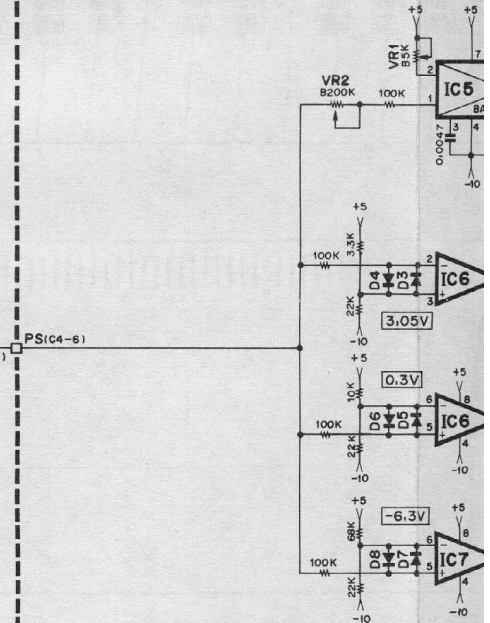 +5
+5
VR1
B5K
7
2
IC5
VR2
B200K
100K
1
BA
3
4
0.0047
-10
+5
3.3K
100K
2
D4
D3
−
IC6
+
3
22K
3.05V
-10
PS(C4-6)
)
+5
0.3V
+5
10K
6
8
D6
D5
−
IC6
100K
5
+
22K
4
-10
-10
+5
-6.3V
+5
68K
6
8
D8
D7
−
IC7
100K
5
+
22K
4
-10
-10